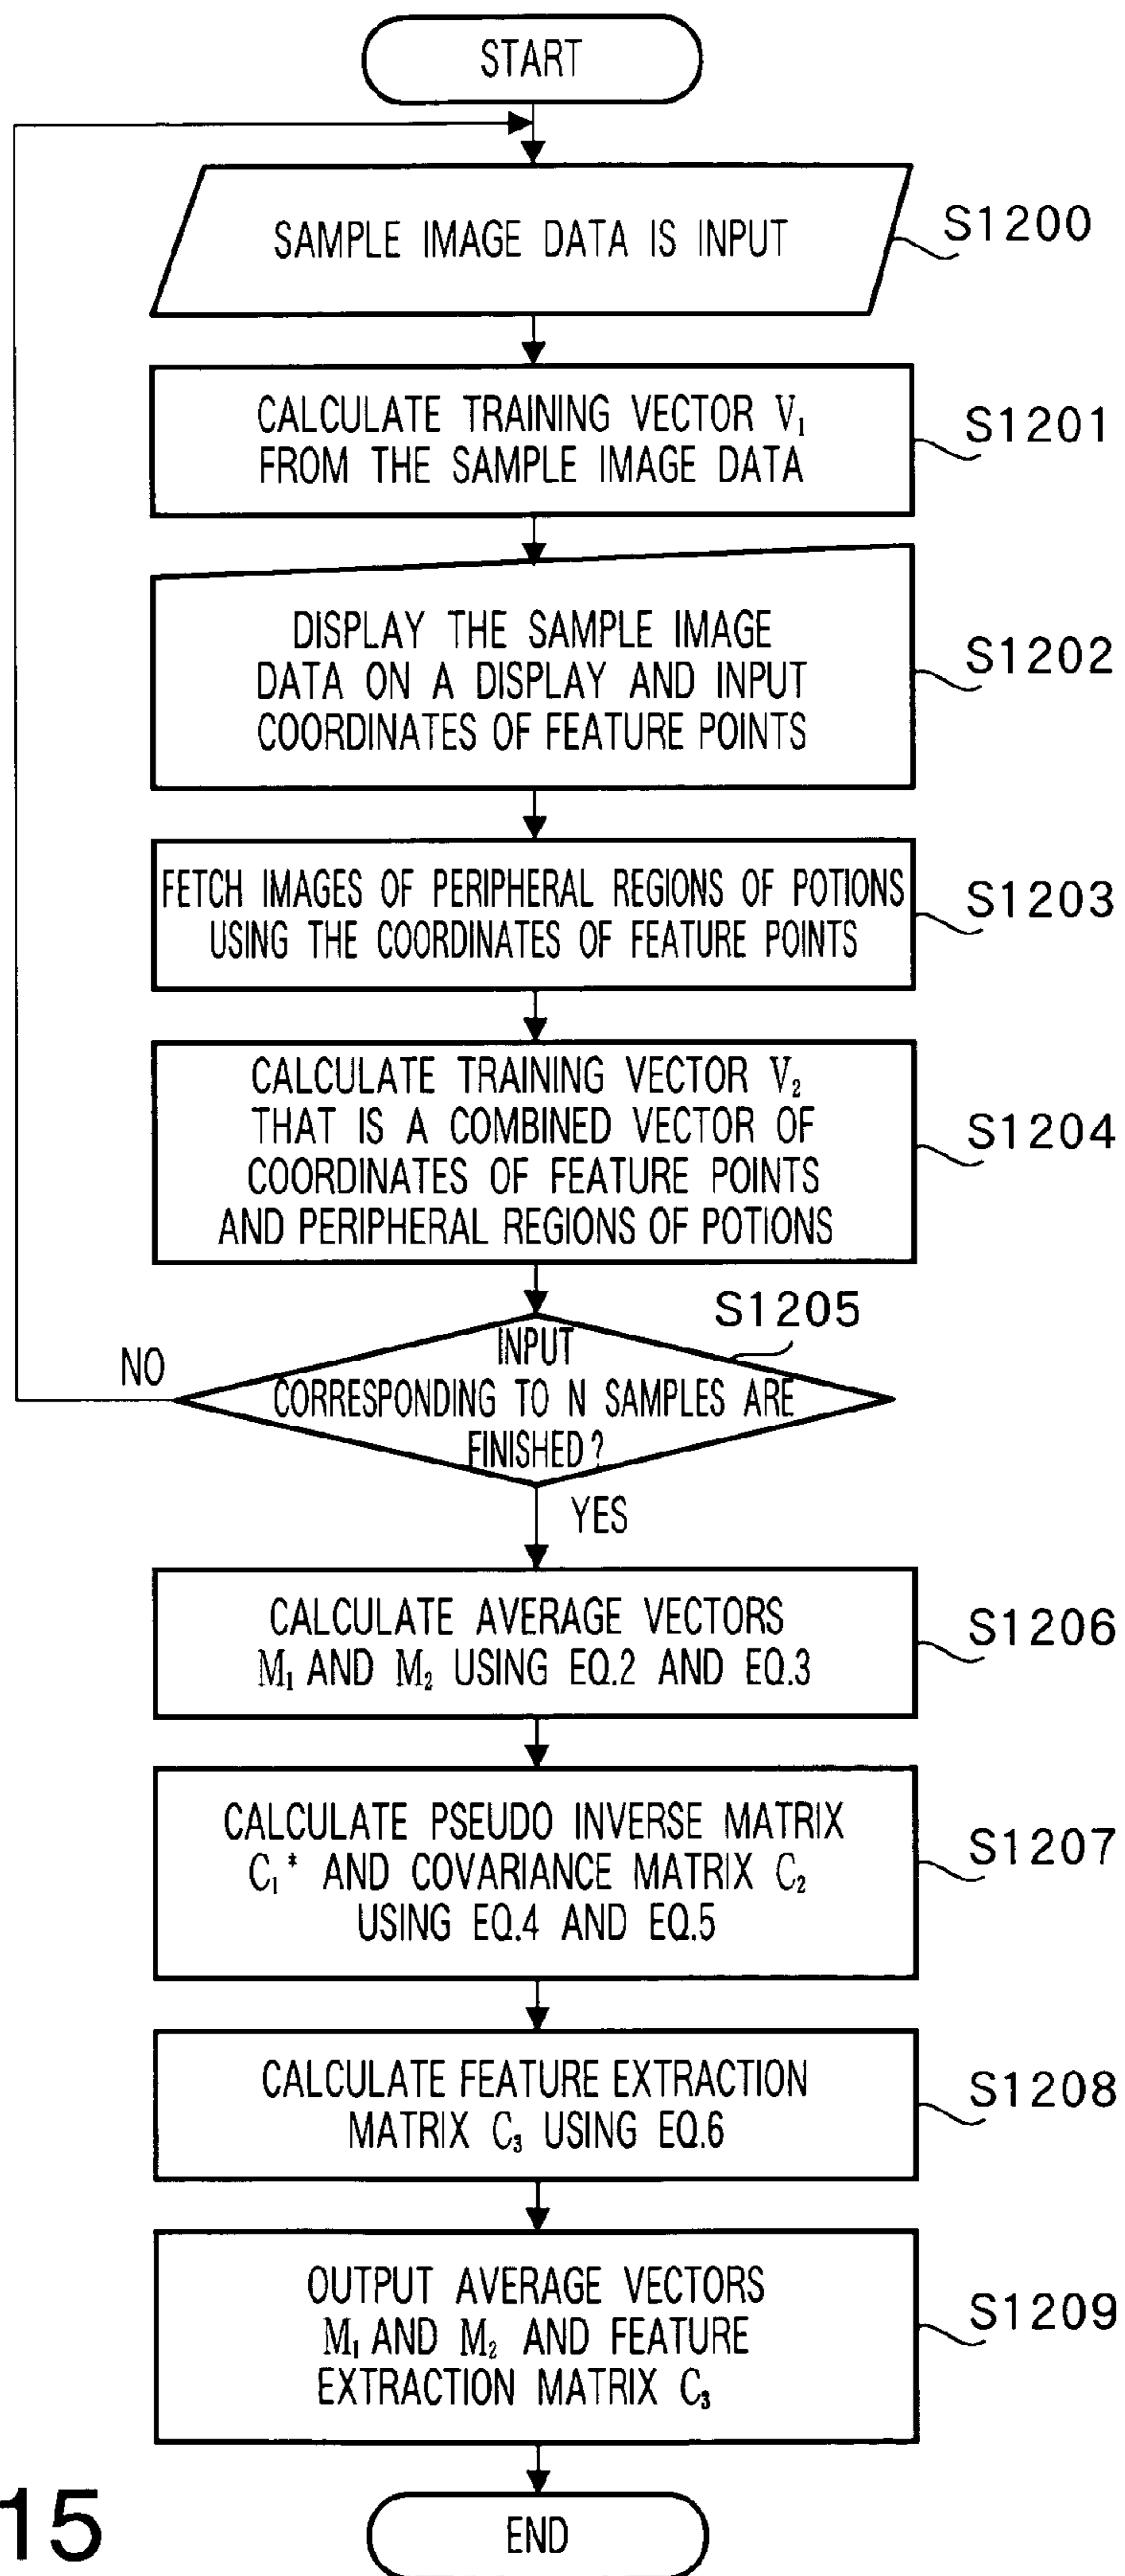 START
SAMPLE IMAGE DATA IS INPUT
S1200
CALCULATE TRAINING VECTOR V₁
FROM THE SAMPLE IMAGE DATA
S1201
DISPLAY THE SAMPLE IMAGE
DATA ON A DISPLAY AND INPUT
COORDINATES OF FEATURE POINTS
S1202
FETCH IMAGES OF PERIPHERAL REGIONS OF POTIONS
USING THE COORDINATES OF FEATURE POINTS
S1203
CALCULATE TRAINING VECTOR V₂
THAT IS A COMBINED VECTOR OF
COORDINATES OF FEATURE POINTS
AND PERIPHERAL REGIONS OF POTIONS
S1204
S1205
INPUT
CORRESPONDING TO N SAMPLES ARE
FINISHED?
NO
YES
CALCULATE AVERAGE VECTORS
M₁ AND M₂ USING EQ.2 AND EQ.3
S1206
CALCULATE PSEUDO INVERSE MATRIX
C₁* AND COVARIANCE MATRIX C₂
USING EQ.4 AND EQ.5
S1207
CALCULATE FEATURE EXTRACTION
MATRIX C₃ USING EQ.6
S1208
OUTPUT AVERAGE VECTORS
M₁ AND M₂ AND FEATURE
EXTRACTION MATRIX C₃
S1209
END
15